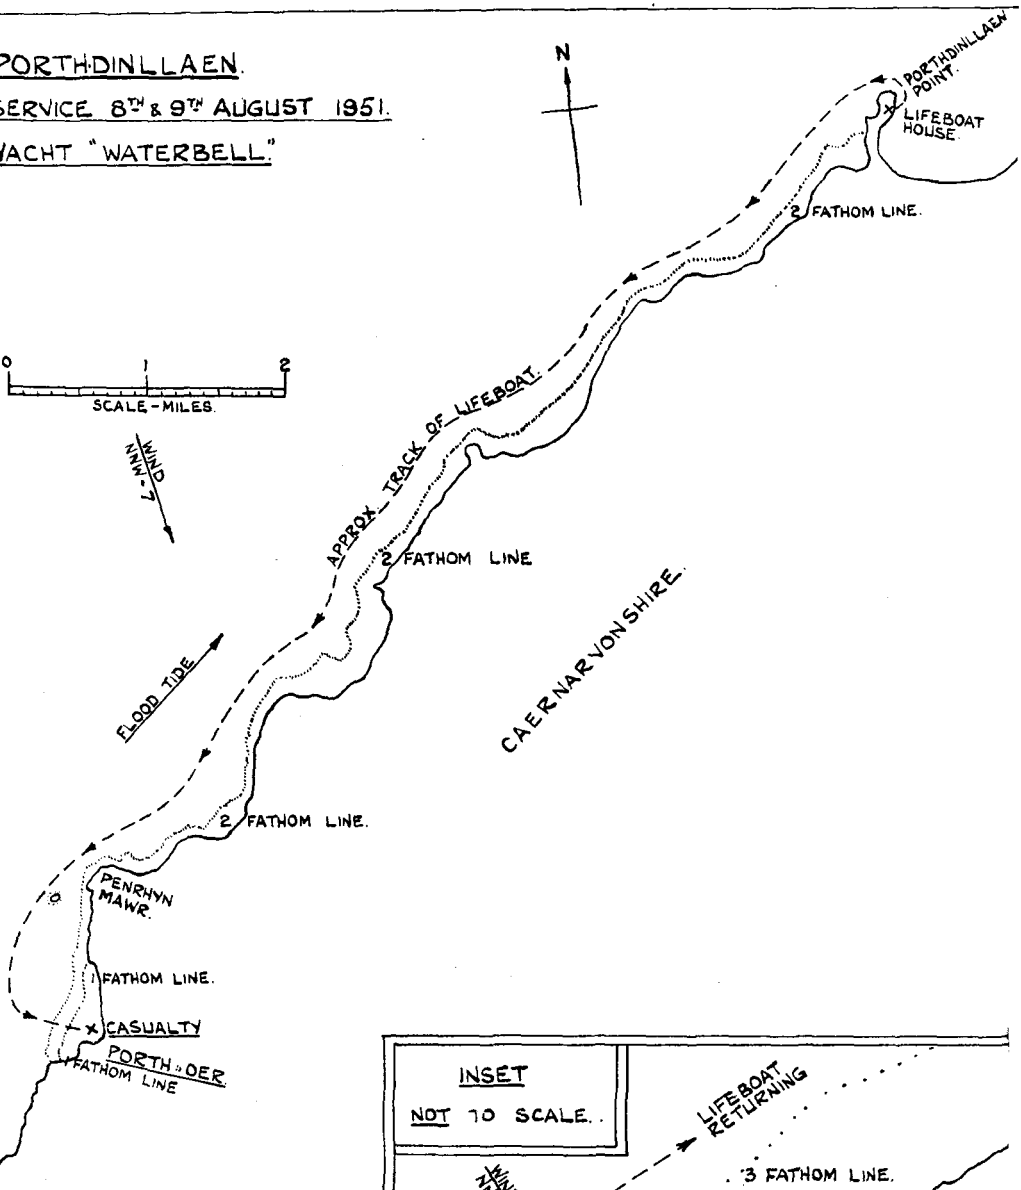 PORTHDINLLAEN.
SERVICE 8TH & 9TH AUGUST 1951.
YACHT "WATERBELL."
N
PORTHDINLLAEN
POINT.
LIFEBOAT
HOUSE.
2 FATHOM LINE.
0 1 2
SCALE-MILES.
WIND
NNW-7
APPROX. TRACK OF LIFEBOAT.
2 FATHOM LINE
CAERNARVONSHIRE.
FLOOD TIDE
2 FATHOM LINE.
PENRHYN
MAWR.
1 FATHOM LINE.
CASUALTY
PORTH OER
1 FATHOM LINE
INSET
NOT TO SCALE.
LIFEBOAT
RETURNING
3 FATHOM LINE.